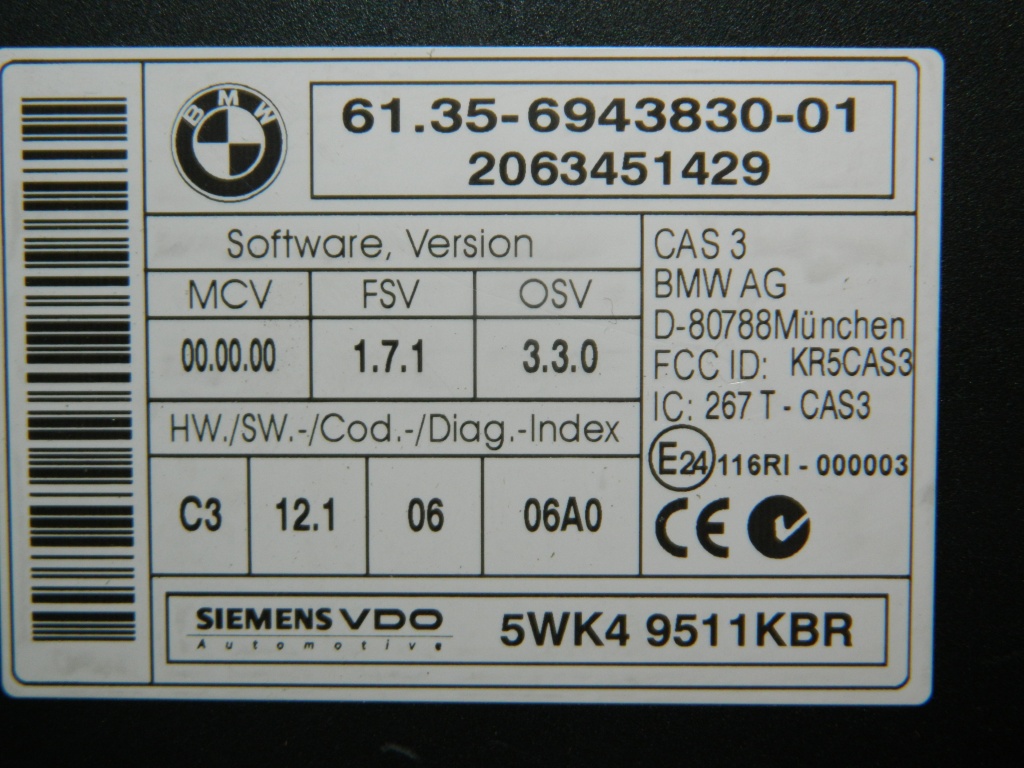 BMW
61.35-6943830-01
2063451429
Software, Version
MCV FSV OSV
00.00.00 1.7.1 3.3.0
HW./SW.-/Cod.-/Diag.-Index
C3 12.1 06 06A0
CAS 3
BMW AG
D-80788München
FCC ID: KR5CAS3
IC: 267 T - CAS3
E24 116RI - 000003
CE
SIEMENS VDO
Automotive
5WK4 9511KBR